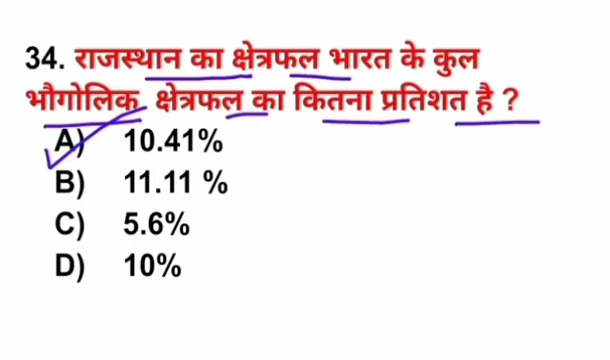 34. राजस्थान का क्षेत्रफल भारत के कुल
भौगोलिक क्षेत्रफल का कितना प्रतिशत है ?
A) 10.41%
B) 11.11 %
C) 5.6%
D) 10%